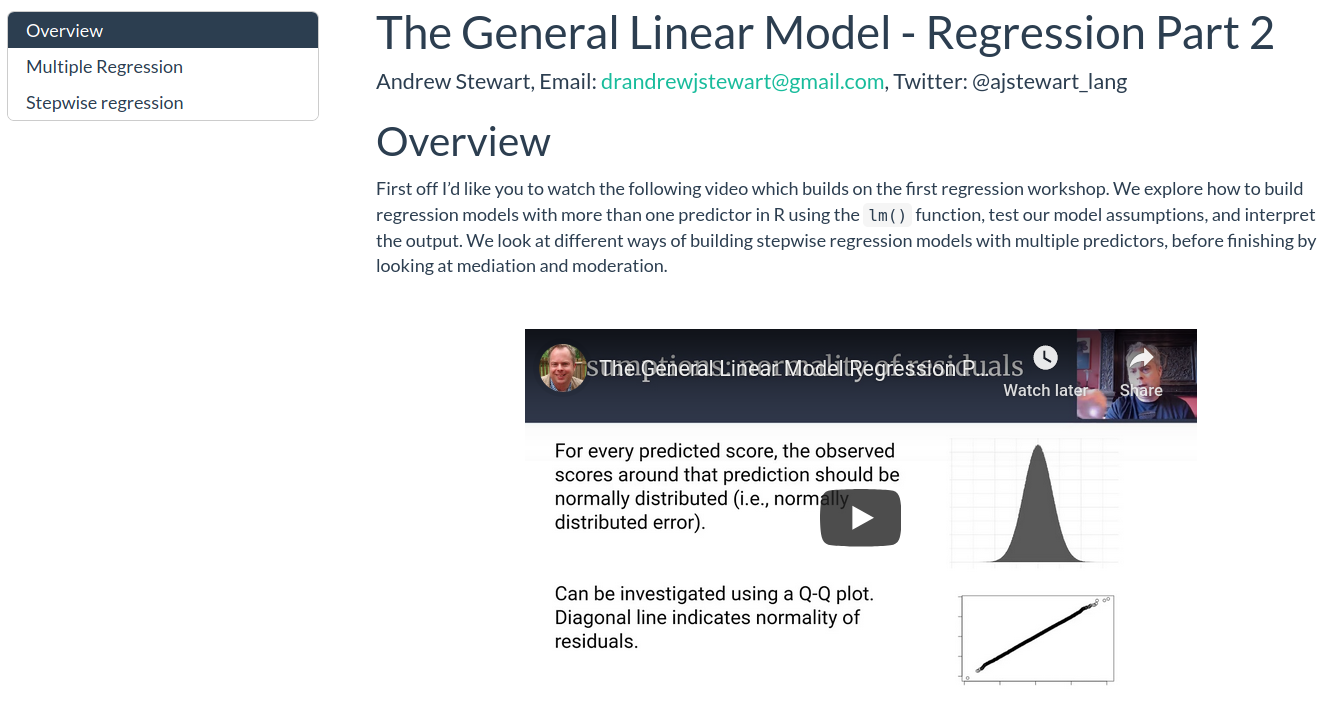 Overview
Multiple Regression
Stepwise regression
The General Linear Model - Regression Part 2
Andrew Stewart, Email: drandrewjstewart@gmail.com, Twitter: @ajstewart_lang
Overview
First off I'd like you to watch the following video which builds on the first regression workshop. We explore how to build
regression models with more than one predictor in R using the lm() function, test our model assumptions, and interpret
the output. We look at different ways of building stepwise regression models with multiple predictors, before finishing by
looking at mediation and moderation.
sumptions: normality of residuals
The General Linear Model Regression P...
Watch later
Share
For every predicted score, the observed
scores around that prediction should be
normally distributed (i.e., normally
distributed error).
Can be investigated using a Q-Q plot.
Diagonal line indicates normality of
residuals.